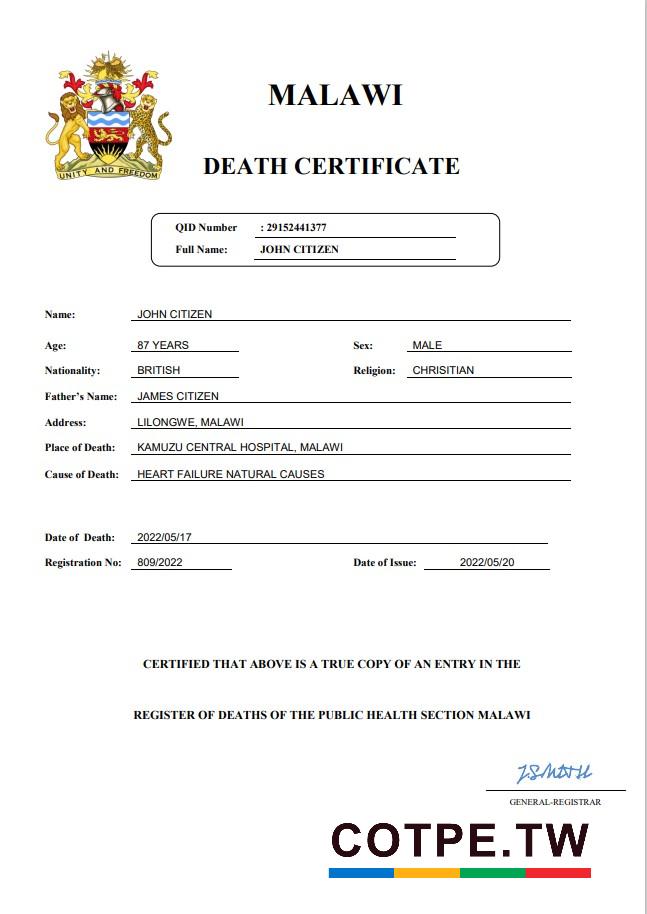 MALAWI
DEATH CERTIFICATE
UNITY AND FREEDOM
QID Number : 29152441377
Full Name: JOHN CITIZEN
Name: JOHN CITIZEN
Age: 87 YEARS Sex: MALE
Nationality: BRITISH Religion: CHRISITIAN
Father's Name: JAMES CITIZEN
Address: LILONGWE, MALAWI
Place of Death: KAMUZU CENTRAL HOSPITAL, MALAWI
Cause of Death: HEART FAILURE NATURAL CAUSES
Date of Death: 2022/05/17
Registration No: 809/2022 Date of Issue: 2022/05/20
CERTIFIED THAT ABOVE IS A TRUE COPY OF AN ENTRY IN THE
REGISTER OF DEATHS OF THE PUBLIC HEALTH SECTION MALAWI
GENERAL-REGISTRAR
COTPE.TW